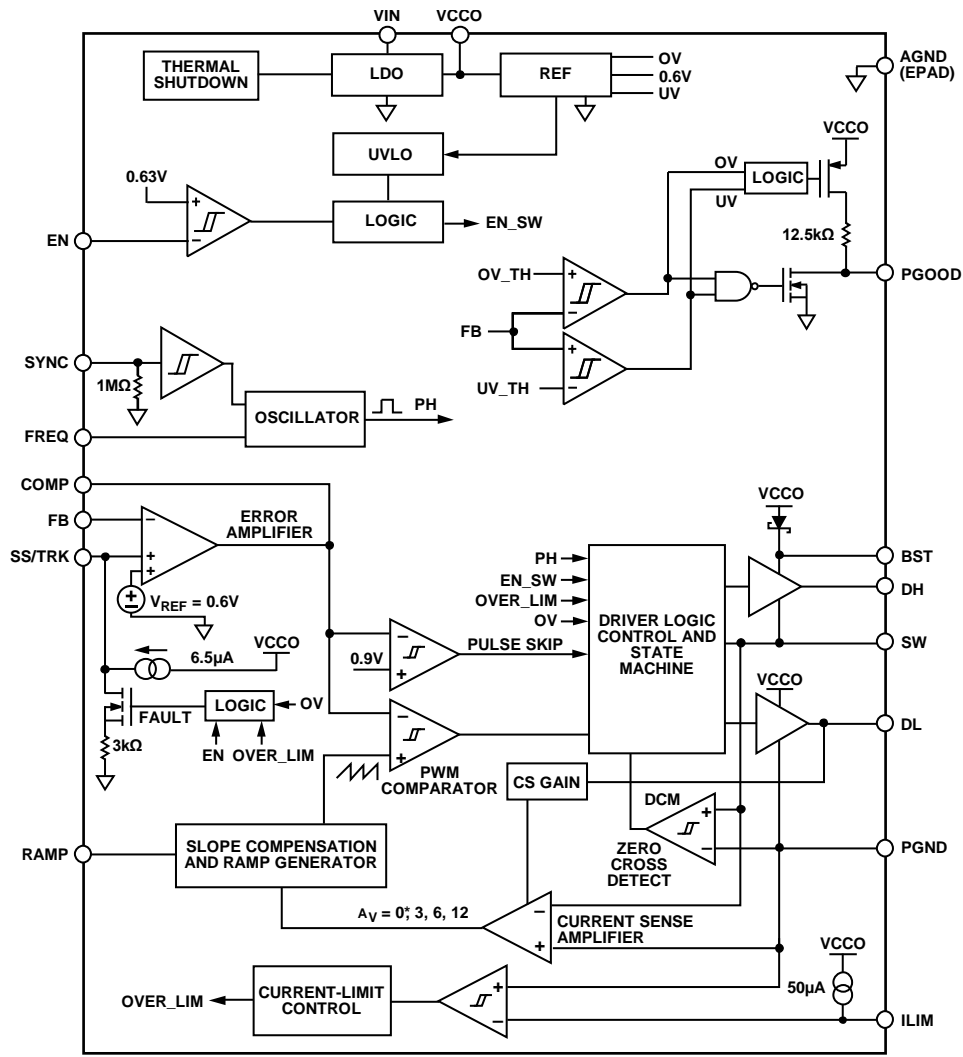 VIN
VCCO
THERMAL
SHUTDOWN
LDO
REF
OV
0.6V
UV
AGND
(EPAD)
UVLO
VCCO
OV
LOGIC
UV
0.63V
+
−
LOGIC
EN_SW
12.5kΩ
EN
OV_TH
+
−
PGOOD
FB
+
−
UV_TH
SYNC
1MΩ
OSCILLATOR
PH
FREQ
COMP
VCCO
FB
−
ERROR
AMPLIFIER
SS/TRK
+
+
VREF = 0.6V
PH
EN_SW
OVER_LIM
OV
DRIVER LOGIC
CONTROL AND
STATE
MACHINE
BST
DH
SW
VCCO
6.5µA
−
0.9V
+
PULSE SKIP
VCCO
LOGIC
OV
FAULT
EN OVER_LIM
3kΩ
−
+
PWM
COMPARATOR
DL
CS GAIN
DCM
+
−
ZERO
CROSS
DETECT
RAMP
SLOPE COMPENSATION
AND RAMP GENERATOR
PGND
AV = 0*, 3, 6, 12
−
+
CURRENT SENSE
AMPLIFIER
VCCO
50µA
OVER_LIM
CURRENT-LIMIT
CONTROL
+
−
ILIM